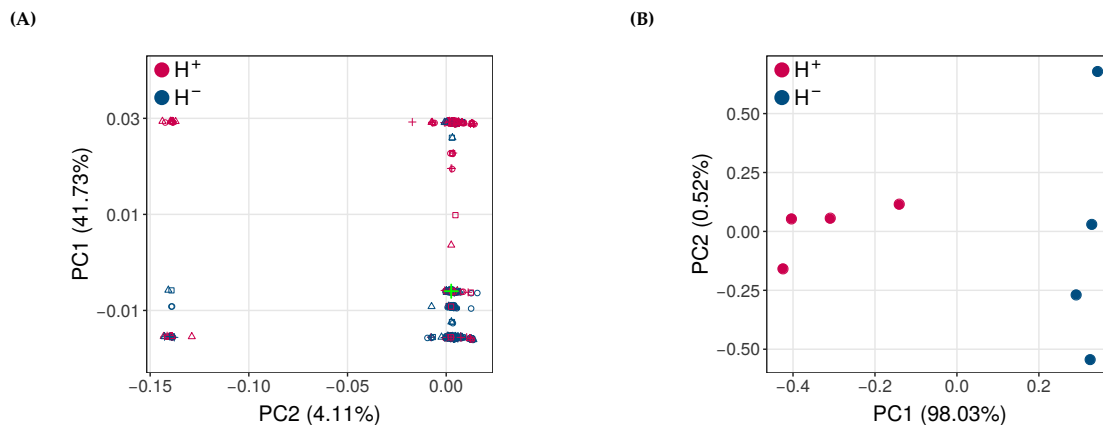 (A)
H⁺
H⁻
0.03
0.01
−0.01
−0.15
−0.10
−0.05
0.00
PC2 (4.11%)
PC1 (41.73%)
(B)
H⁺
H⁻
0.50
0.25
0.00
−0.25
−0.50
−0.4
−0.2
0.0
0.2
PC1 (98.03%)
PC2 (0.52%)